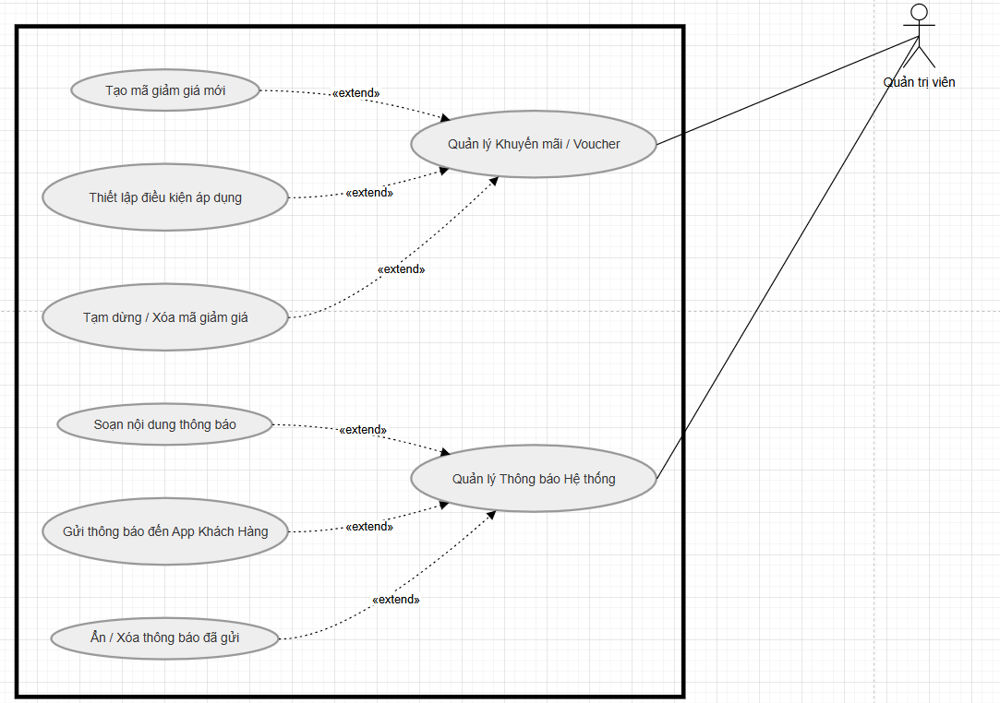 Quản trị viên
Tạo mã giảm giá mới
«extend»
Quản lý Khuyến mãi / Voucher
Thiết lập điều kiện áp dụng
«extend»
«extend»
Tạm dừng / Xóa mã giảm giá
Soạn nội dung thông báo
«extend»
Quản lý Thông báo Hệ thống
Gửi thông báo đến App Khách Hàng
«extend»
«extend»
Ẩn / Xóa thông báo đã gửi